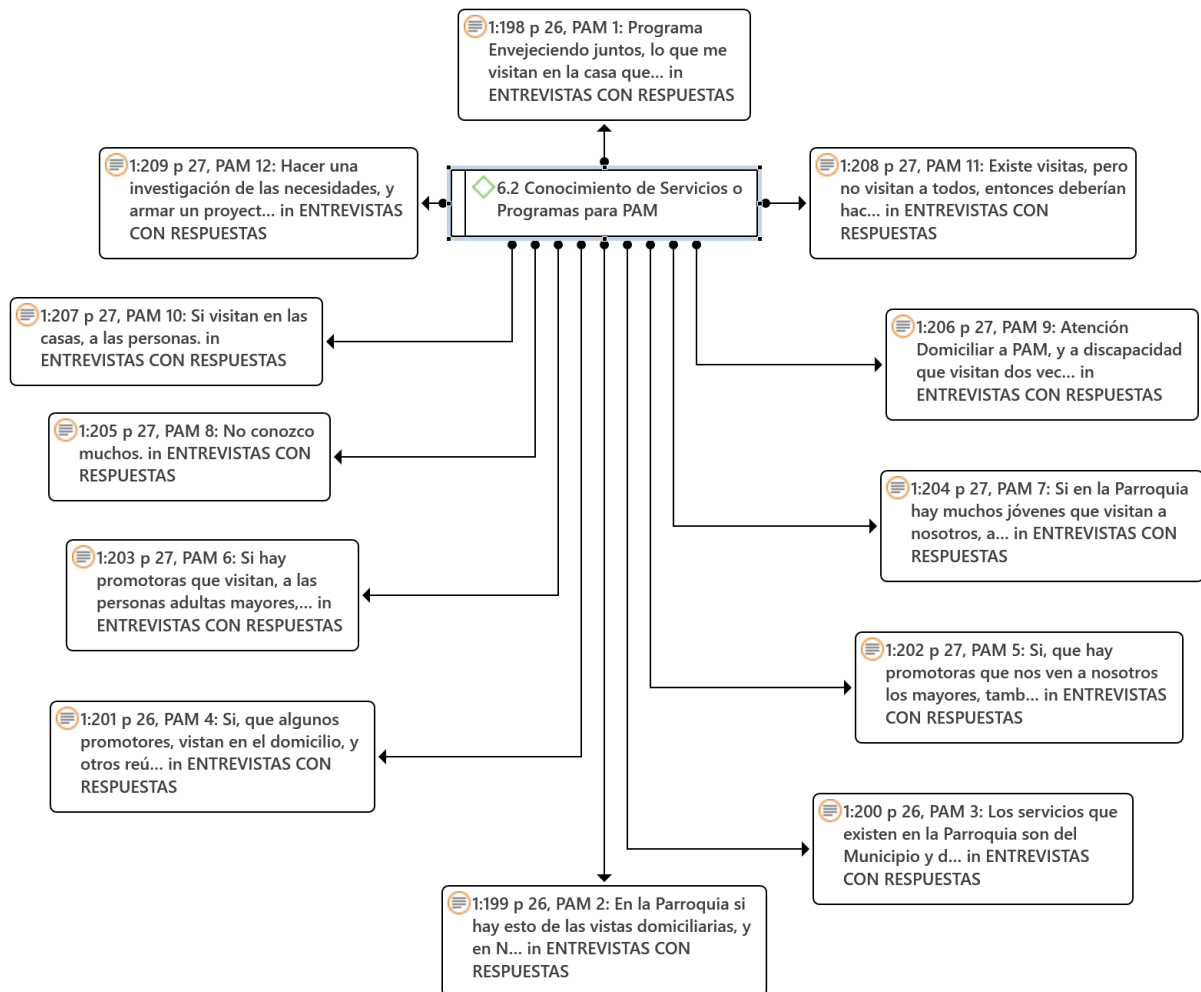 1:198 p 26, PAM 1: Programa
Envejeciendo juntos, lo que me
visitan en la casa que… in
ENTREVISTAS CON RESPUESTAS
1:209 p 27, PAM 12: Hacer una
investigación de las necesidades, y
armar un proyect… in ENTREVISTAS
CON RESPUESTAS
6.2 Conocimiento de Servicios o
Programas para PAM
1:208 p 27, PAM 11: Existe visitas, pero
no visitan a todos, entonces deberían
hac… in ENTREVISTAS CON
RESPUESTAS
1:207 p 27, PAM 10: Si visitan en las
casas, a las personas. in
ENTREVISTAS CON RESPUESTAS
1:206 p 27, PAM 9: Atención
Domiciliar a PAM, y a discapacidad
que visitan dos vec… in
ENTREVISTAS CON RESPUESTAS
1:205 p 27, PAM 8: No conozco
muchos. in ENTREVISTAS CON
RESPUESTAS
1:204 p 27, PAM 7: Si en la Parroquia
hay muchos jóvenes que visitan a
nosotros, a… in ENTREVISTAS CON
RESPUESTAS
1:203 p 27, PAM 6: Si hay
promotoras que visitan, a las
personas adultas mayores,… in
ENTREVISTAS CON RESPUESTAS
1:202 p 27, PAM 5: Si, que hay
promotoras que nos ven a nosotros
los mayores, tamb… in ENTREVISTAS
CON RESPUESTAS
1:201 p 26, PAM 4: Si, que algunos
promotores, vistan en el domicilio, y
otros reú… in ENTREVISTAS CON
RESPUESTAS
1:200 p 26, PAM 3: Los servicios que
existen en la Parroquia son del
Municipio y d… in ENTREVISTAS
CON RESPUESTAS
1:199 p 26, PAM 2: En la Parroquia si
hay esto de las vistas domiciliarias, y
en N… in ENTREVISTAS CON
RESPUESTAS